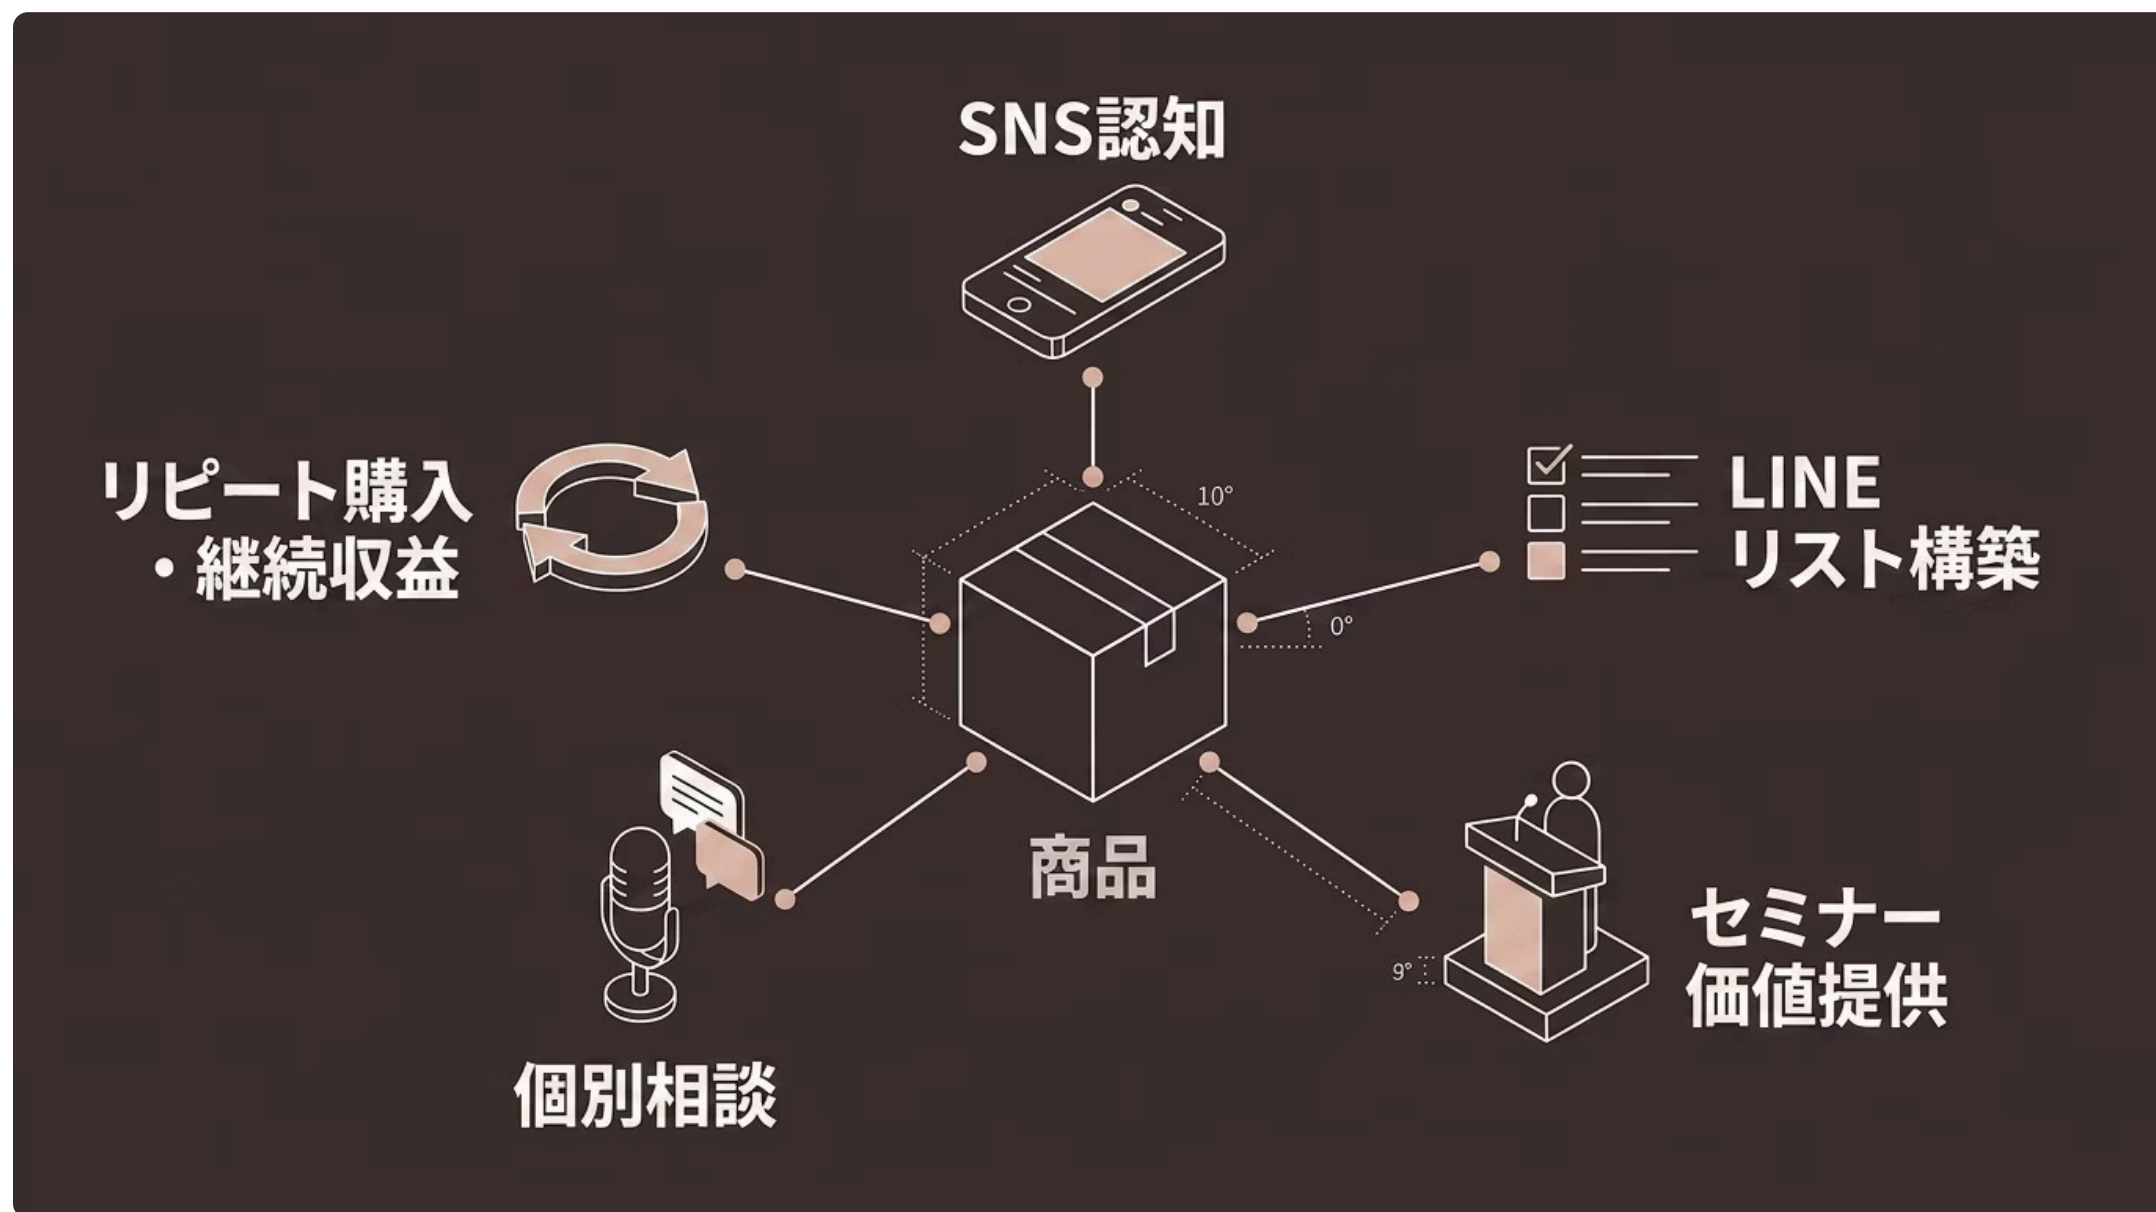 SNS認知
リピート購入
・継続収益
LINE
リスト構築
10°
0°
商品
9°
セミナー
価値提供
個別相談